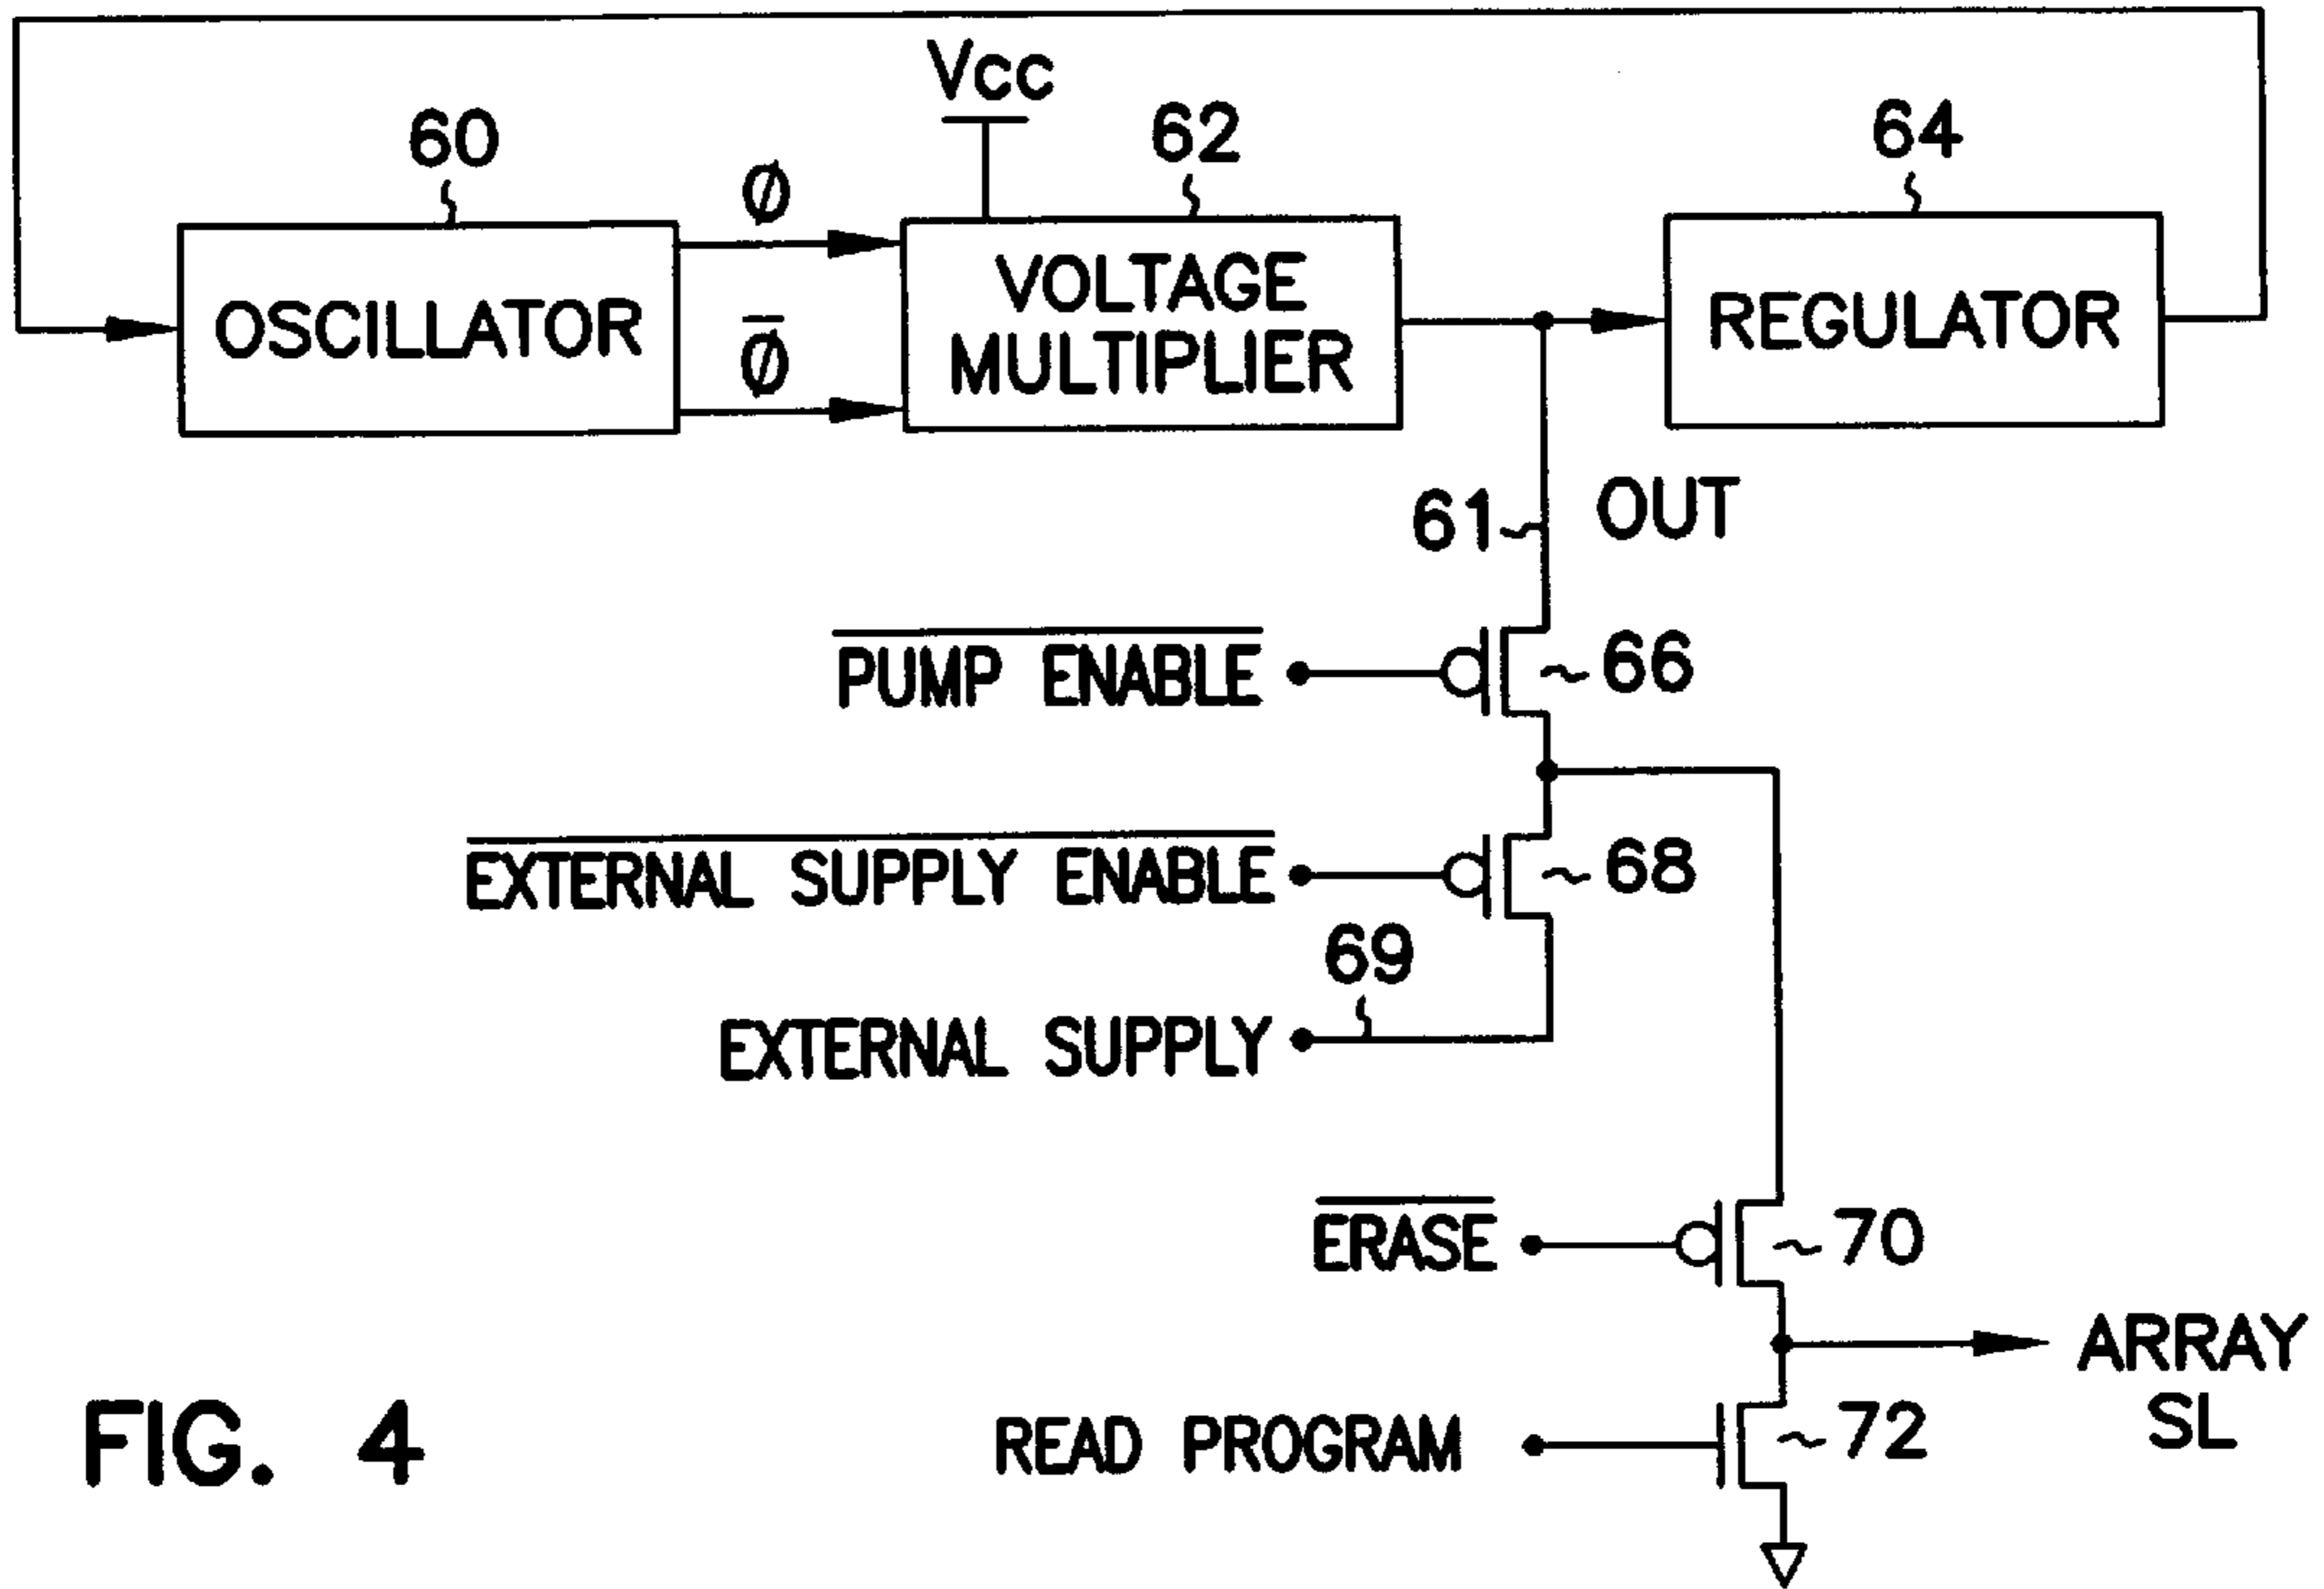 Vcc
60
62
64
Ø
OSCILLATOR
Ø̅
VOLTAGE
MULTIPLIER
REGULATOR
61
OUT
PUMP ENABLE
66
EXTERNAL SUPPLY ENABLE
68
69
EXTERNAL SUPPLY
ERASE
70
ARRAY
SL
READ PROGRAM
72
FIG. 4